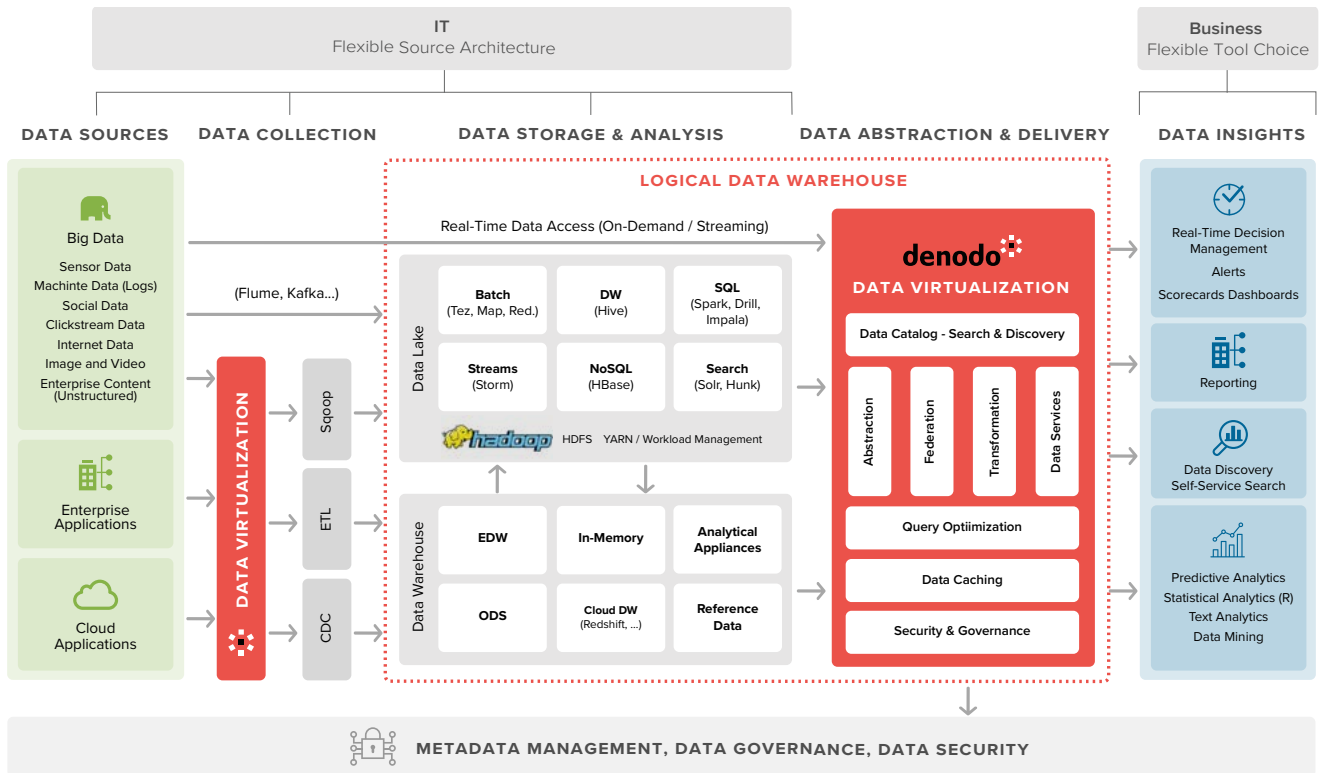 IT
Flexible Source Architecture
Business
Flexible Tool Choice
DATA SOURCES
DATA COLLECTION
DATA STORAGE & ANALYSIS
DATA ABSTRACTION & DELIVERY
DATA INSIGHTS
Big Data
Sensor Data
Machinte Data (Logs)
Social Data
Clickstream Data
Internet Data
Image and Video
Enterprise Content
(Unstructured)
Enterprise
Applications
Cloud
Applications
(Flume, Kafka...)
DATA VIRTUALIZATION
Sqoop
ETL
CDC
LOGICAL DATA WAREHOUSE
Real-Time Data Access (On-Demand / Streaming)
Data Lake
Batch
(Tez, Map, Red.)
DW
(Hive)
SQL
(Spark, Drill,
Impala)
Streams
(Storm)
NoSQL
(HBase)
Search
(Solr, Hunk)
hadoop
HDFS
YARN / Workload Management
Data Warehouse
EDW
In-Memory
Analytical
Appliances
ODS
Cloud DW
(Redshift, ...)
Reference
Data
denodo
DATA VIRTUALIZATION
Data Catalog - Search & Discovery
Abstraction
Federation
Transformation
Data Services
Query Optiimization
Data Caching
Security & Governance
Real-Time Decision
Management
Alerts
Scorecards Dashboards
Reporting
Data Discovery
Self-Service Search
Predictive Analytics
Statistical Analytics (R)
Text Analytics
Data Mining
METADATA MANAGEMENT, DATA GOVERNANCE, DATA SECURITY